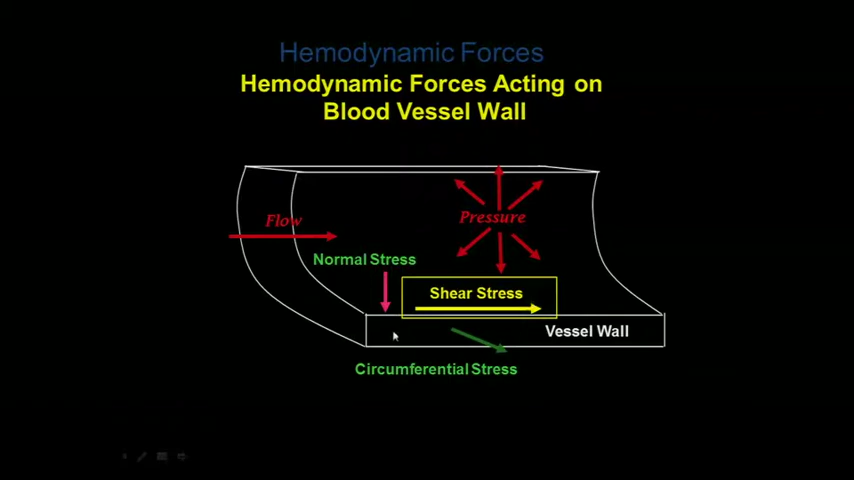 Hemodynamic Forces
Hemodynamic Forces Acting on
Blood Vessel Wall
Flow
Pressure
Normal Stress
Shear Stress
Vessel Wall
Circumferential Stress